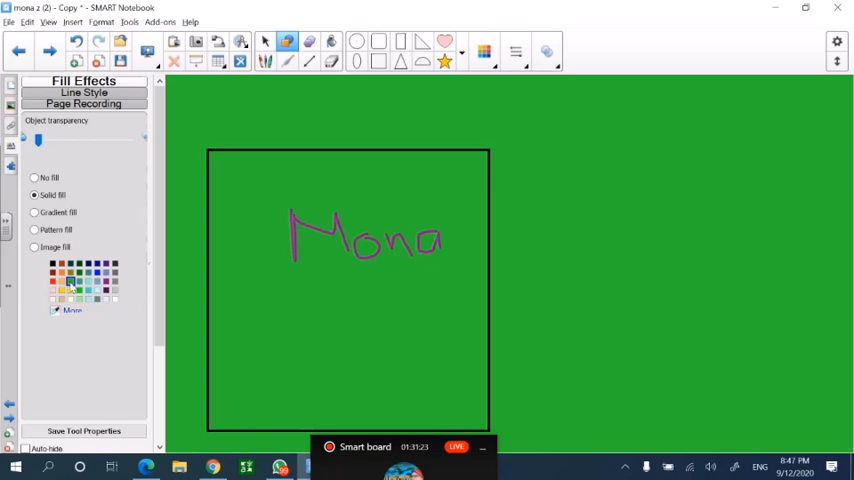 mona z (2) - Copy * - SMART Notebook
File Edit View Insert Format Tools Add-ons Help
Fill Effects
Line Style
Page Recording
Object transparency
No fill
Solid fill
Gradient fill
Pattern fill
Image fill
More
Save Tool Properties
Auto-hide
Mona
Smart board 01:31:23 LIVE
99
ENG
8:47 PM
9/12/2020